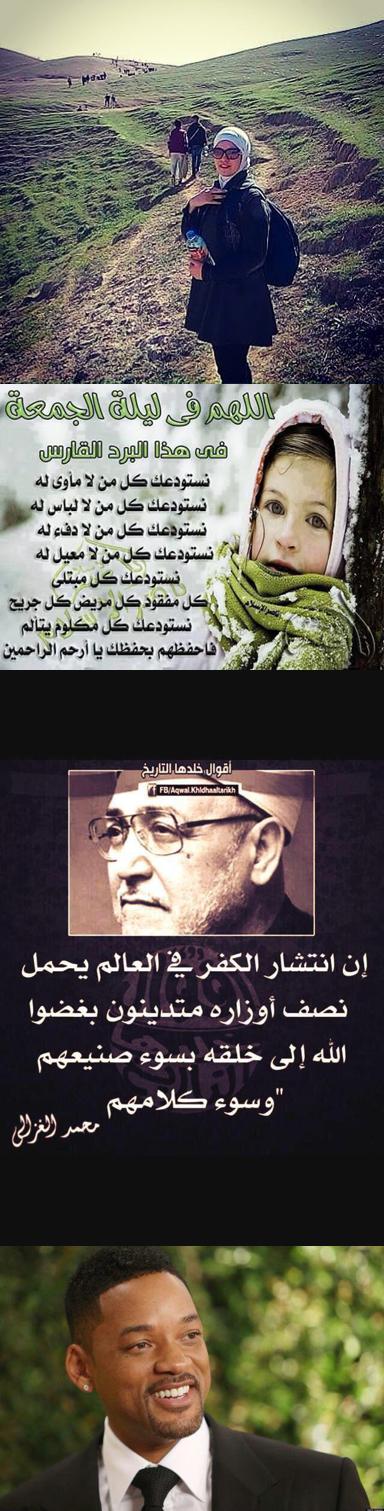 اللهم فى ليلة الجمعة
فى هذا البرد القارس
نستودعك كل من لا مأوى له
نستودعك كل من لا لباس له
نستودعك كل من لا دفء له
نستودعك كل من لا معيل له
نستودعك كل مبتلى
كل مفقود كل مريض كل جريح
نستودعك كل مكلوم يتألم
فاحفظهم بحفظك يا أرحم الراحمين
أقوال خلدها التاريخ
FB/Aqwal.Khldhaaltarikh
إن انتشار الكفر في العالم يحمل
نصف أوزاره متدينون بغضوا
الله إلى خلقه بسوء صنيعهم
وسوء كلامهم"
محمد الغزالى